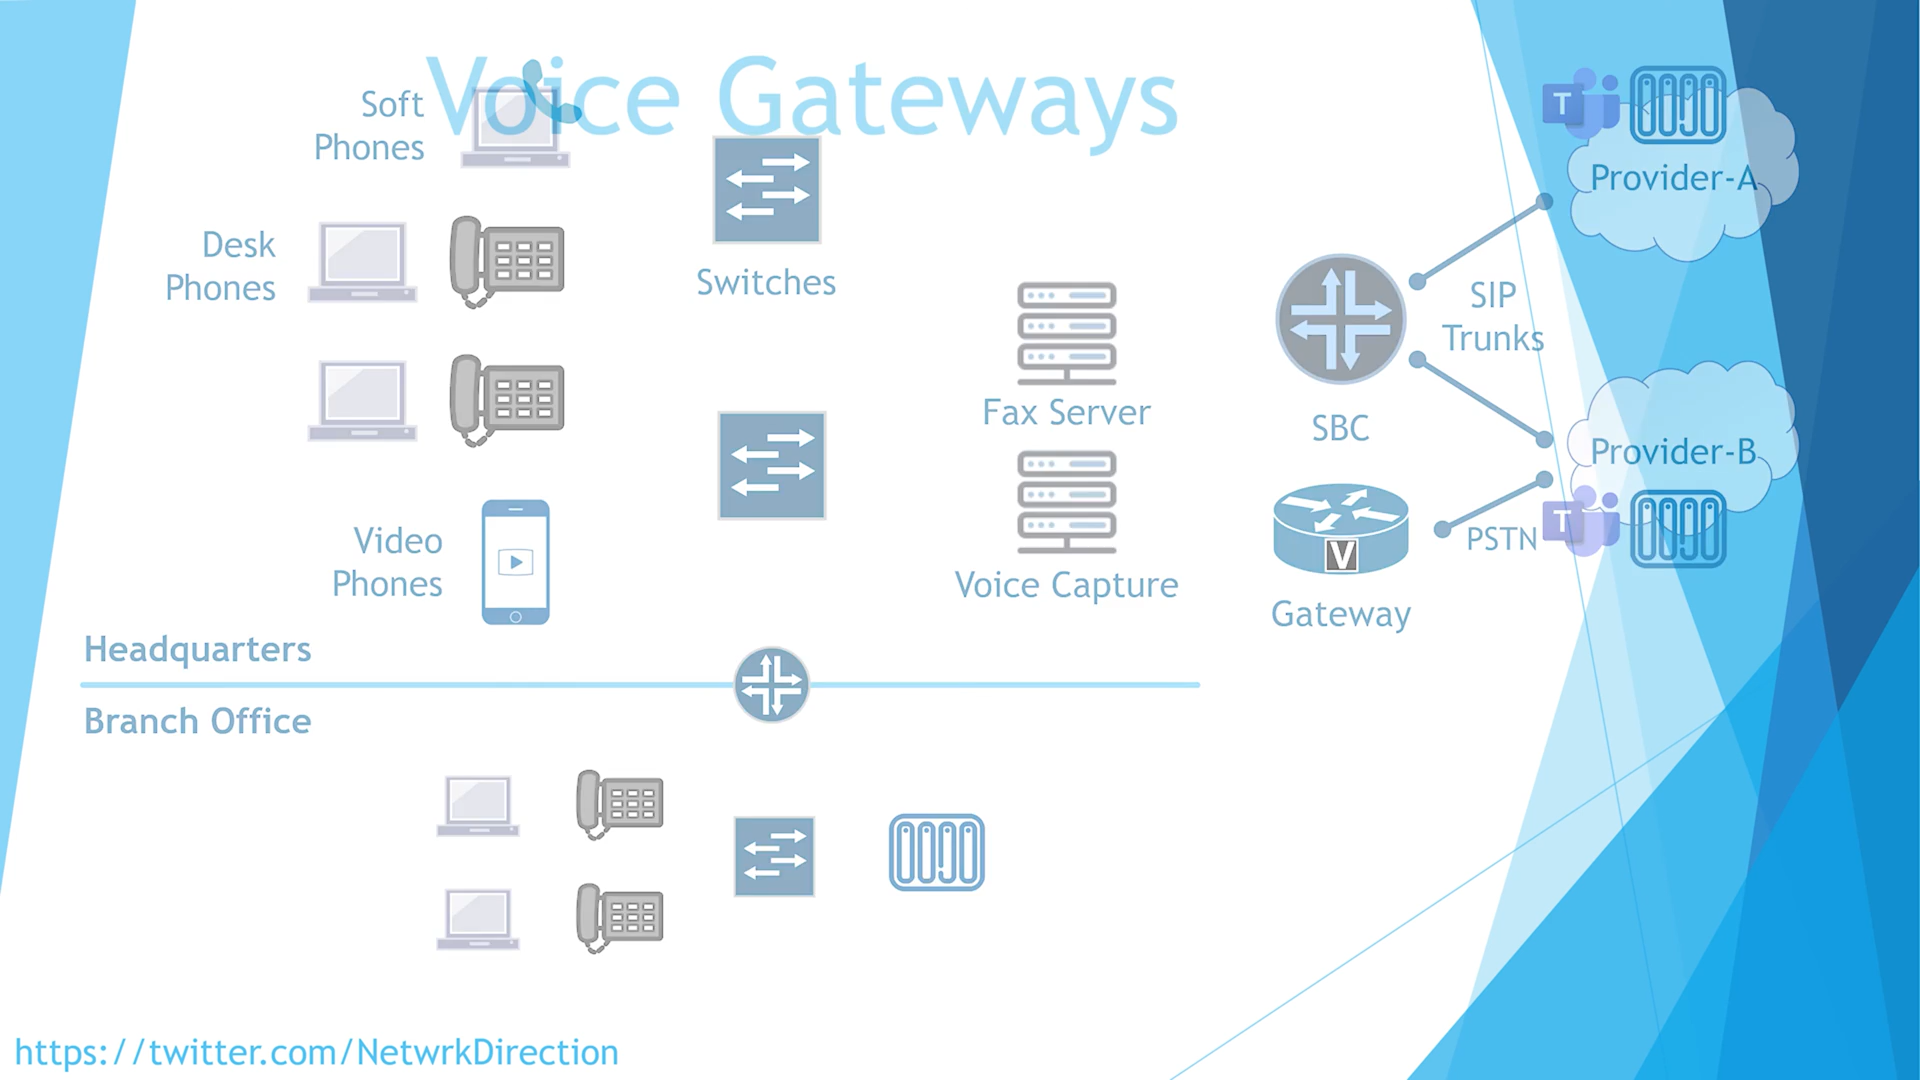 Voice Gateways
Soft
Phones
Desk
Phones
Switches
Video
Phones
Fax Server
Voice Capture
SBC
SIP
Trunks
Gateway
PSTN
T
Provider-A
Provider-B
T
V
Headquarters
Branch Office
https://twitter.com/NetwrkDirection